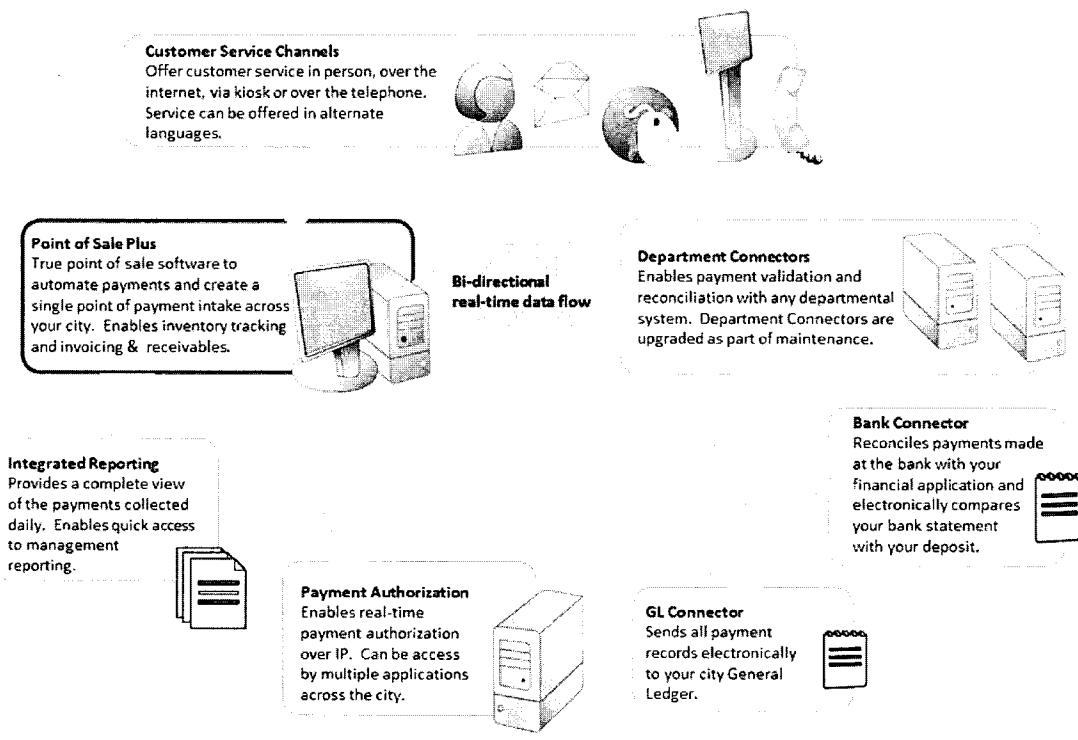 Customer Service Channels
Offer customer service in person, over the
internet, via kiosk or over the telephone.
Service can be offered in alternate
languages.
Point of Sale Plus
True point of sale software to
automate payments and create a
single point of payment intake across
your city. Enables inventory tracking
and invoicing & receivables.
Bi-directional
real-time data flow
Department Connectors
Enables payment validation and
reconciliation with any departmental
system. Department Connectors are
upgraded as part of maintenance.
Integrated Reporting
Provides a complete view
of the payments collected
daily. Enables quick access
to management
reporting.
Bank Connector
Reconciles payments made
at the bank with your
financial application and
electronically compares
your bank statement
with your deposit.
Payment Authorization
Enables real-time
payment authorization
over IP. Can be access
by multiple applications
across the city.
GL Connector
Sends all payment
records electronically
to your city General
Ledger.